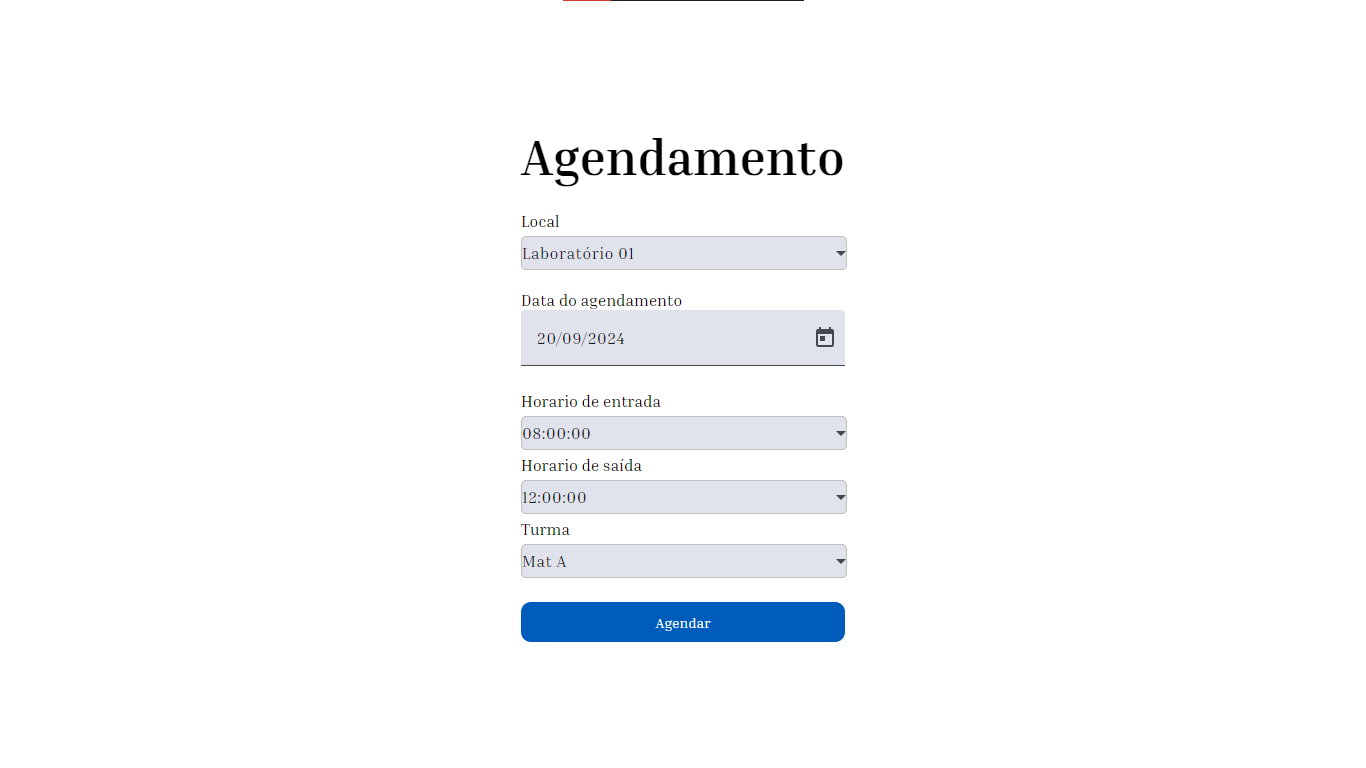 Agendamento
Local
Laboratório 01
Data do agendamento
20/09/2024
Horario de entrada
08:00:00
Horario de saída
12:00:00
Turma
Mat A
Agendar